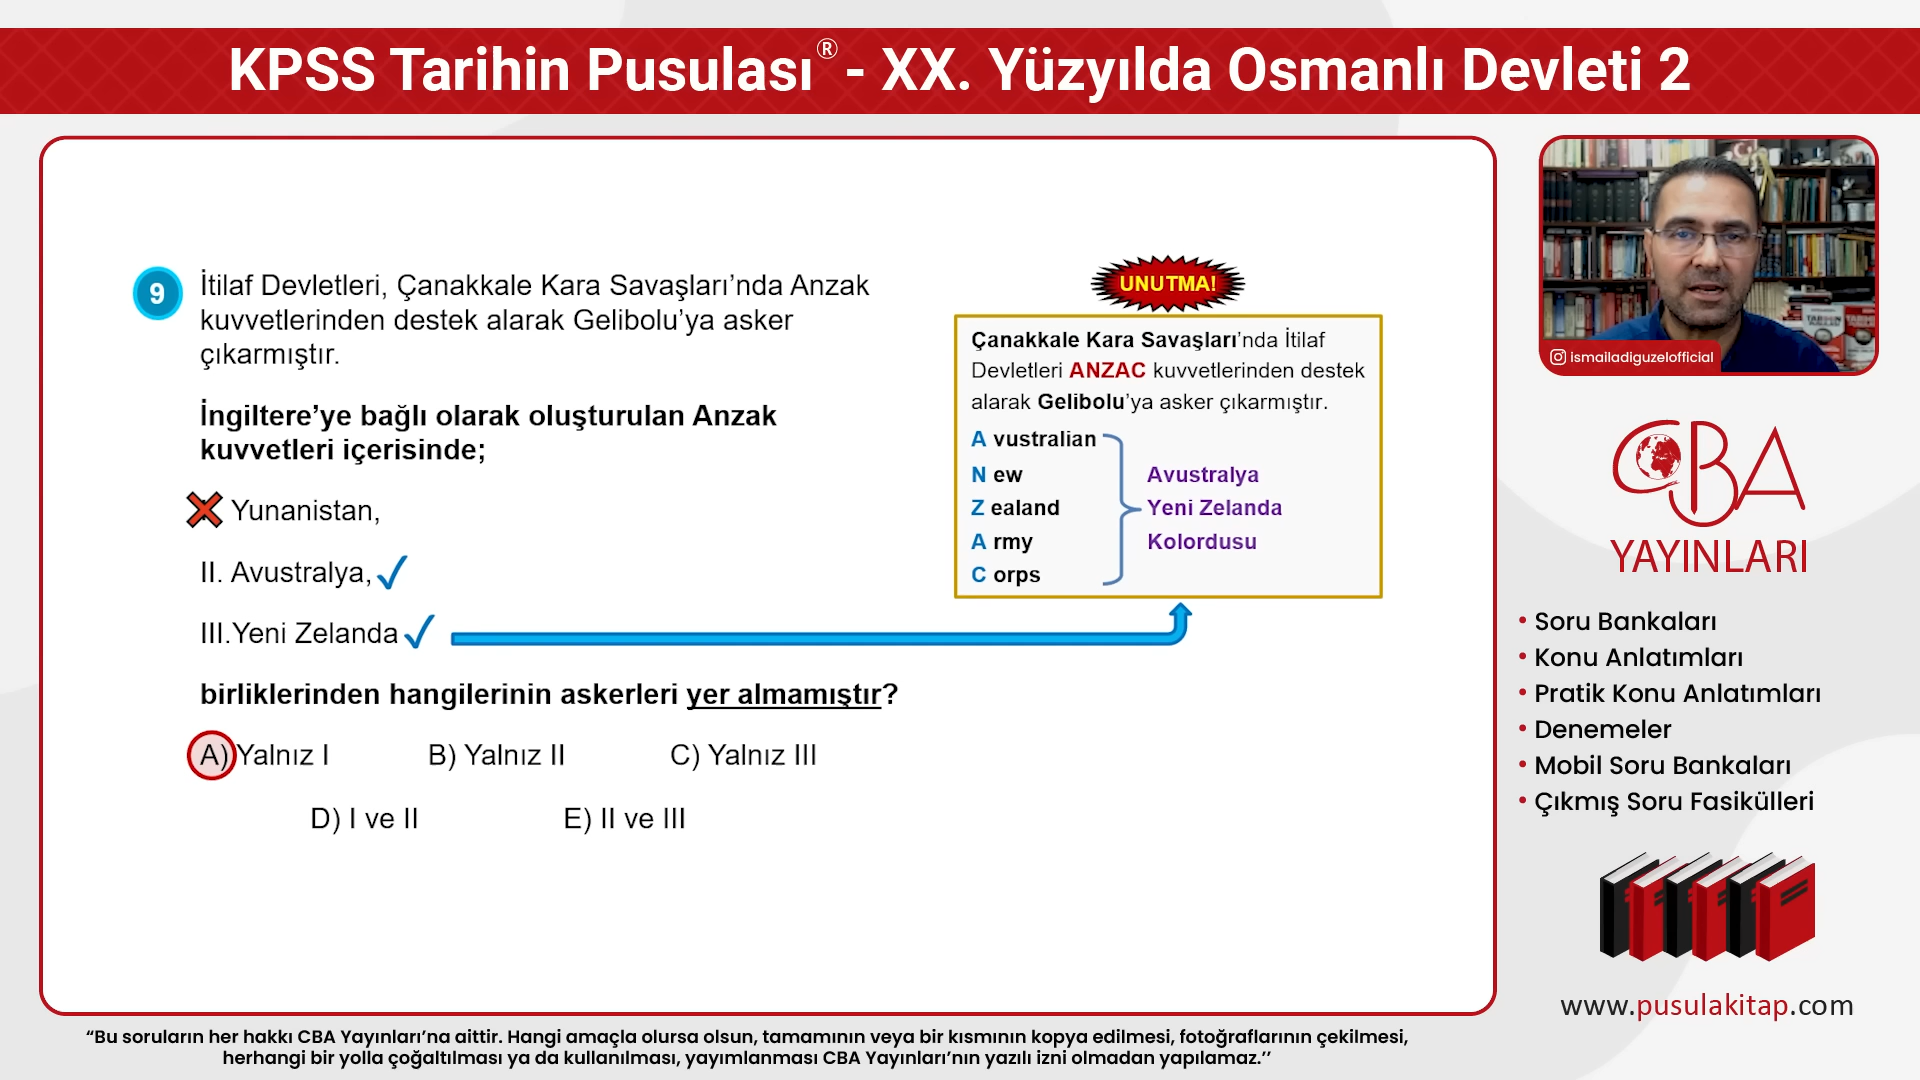 KPSS Tarihin Pusulası® - XX. Yüzyılda Osmanlı Devleti 2
9
İtilaf Devletleri, Çanakkale Kara Savaşları’nda Anzak
kuvvetlerinden destek alarak Gelibolu’ya asker
çıkarmıştır.
İngiltere’ye bağlı olarak oluşturulan Anzak
kuvvetleri içerisinde;
Yunanistan,
II. Avustralya,
III.Yeni Zelanda
birliklerinden hangilerinin askerleri yer almamıştır?
A) Yalnız I
B) Yalnız II
C) Yalnız III
D) I ve II
E) II ve III
UNUTMA!
Çanakkale Kara Savaşları’nda İtilaf
Devletleri ANZAC kuvvetlerinden destek
alarak Gelibolu’ya asker çıkarmıştır.
A vustralian
N ew
Z ealand
A rmy
C orps
Avustralya
Yeni Zelanda
Kolordusu
ismailadiguzelofficial
CBA
YAYINLARI
• Soru Bankaları
• Konu Anlatımları
• Pratik Konu Anlatımları
• Denemeler
• Mobil Soru Bankaları
• Çıkmış Soru Fasikülleri
www.pusulakitap.com
“Bu soruların her hakkı CBA Yayınları’na aittir. Hangi amaçla olursa olsun, tamamının veya bir kısmının kopya edilmesi, fotoğraflarının çekilmesi,
herhangi bir yolla çoğaltılması ya da kullanılması, yayımlanması CBA Yayınları’nın yazılı izni olmadan yapılamaz.’’